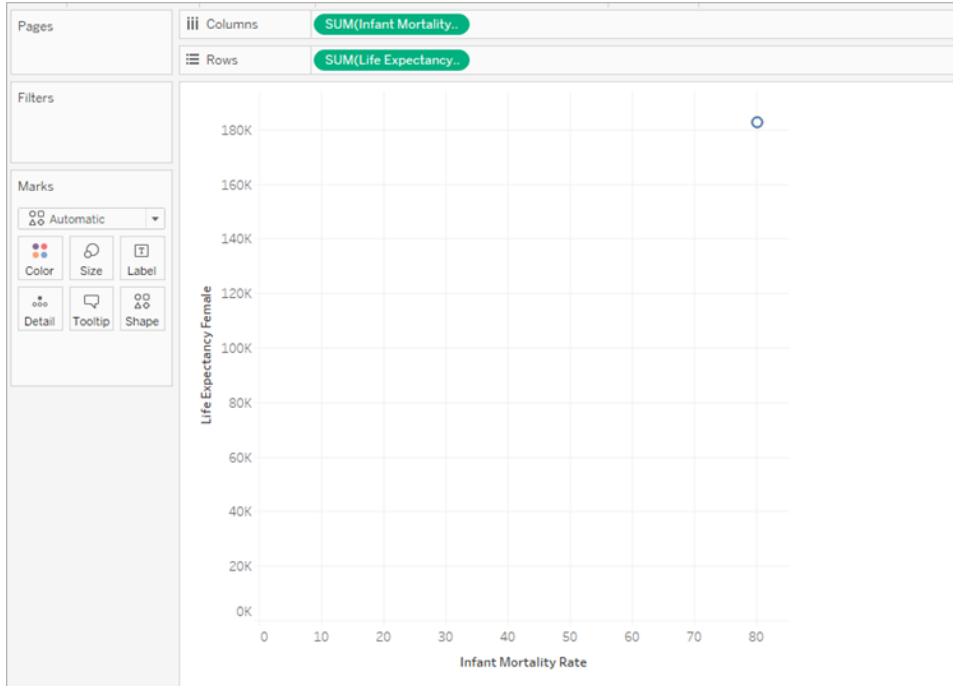 Pages
Columns
SUM(Infant Mortality..
Rows
SUM(Life Expectancy..
Filters
Marks
Automatic
Color
Size
Label
Detail
Tooltip
Shape
180K
160K
140K
120K
100K
80K
60K
40K
20K
0K
Life Expectancy Female
0 10 20 30 40 50 60 70 80
Infant Mortality Rate